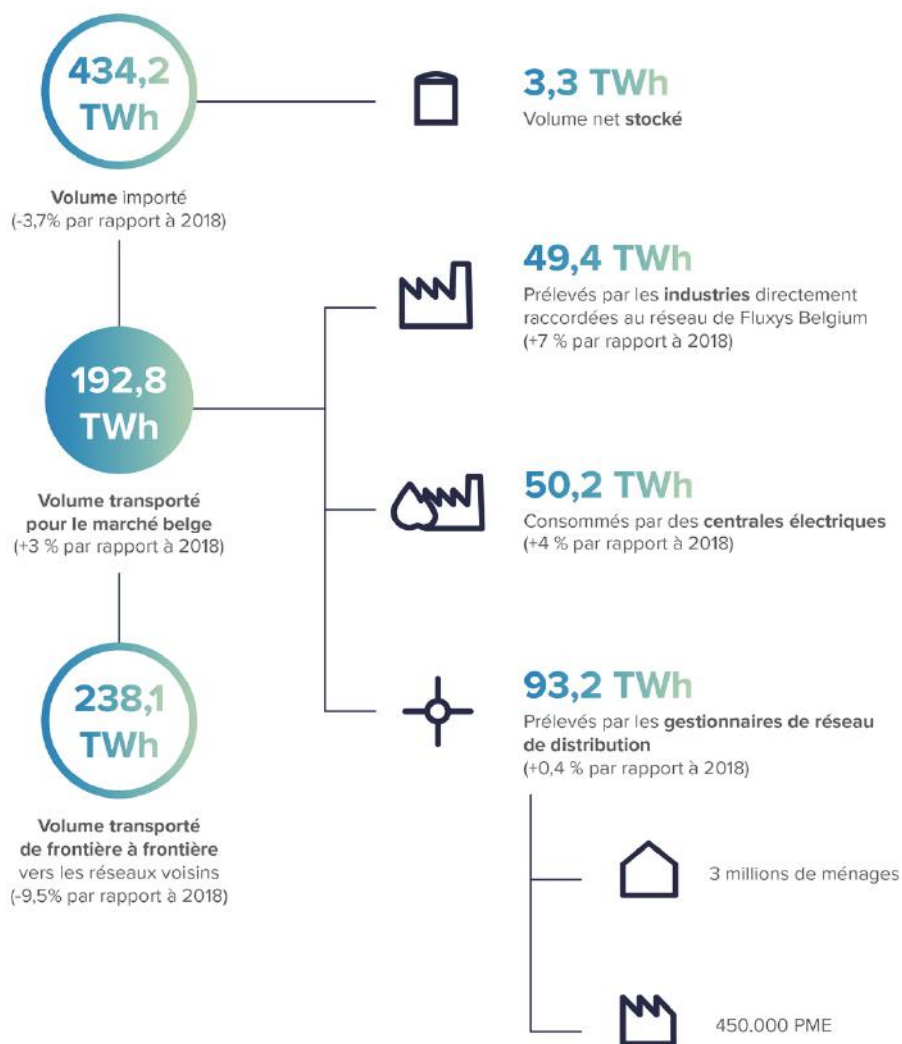 434,2
TWh
Volume importé
(-3,7% par rapport à 2018)
3,3 TWh
Volume net stocké
192,8
TWh
Volume transporté
pour le marché belge
(+3 % par rapport à 2018)
49,4 TWh
Prélevés par les industries directement
raccordées au réseau de Fluxys Belgium
(+7 % par rapport à 2018)
50,2 TWh
Consommés par des centrales électriques
(+4 % par rapport à 2018)
93,2 TWh
Prélevés par les gestionnaires de réseau
de distribution
(+0,4 % par rapport à 2018)
3 millions de ménages
450.000 PME
238,1
TWh
Volume transporté
de frontière à frontière
vers les réseaux voisins
(-9,5% par rapport à 2018)